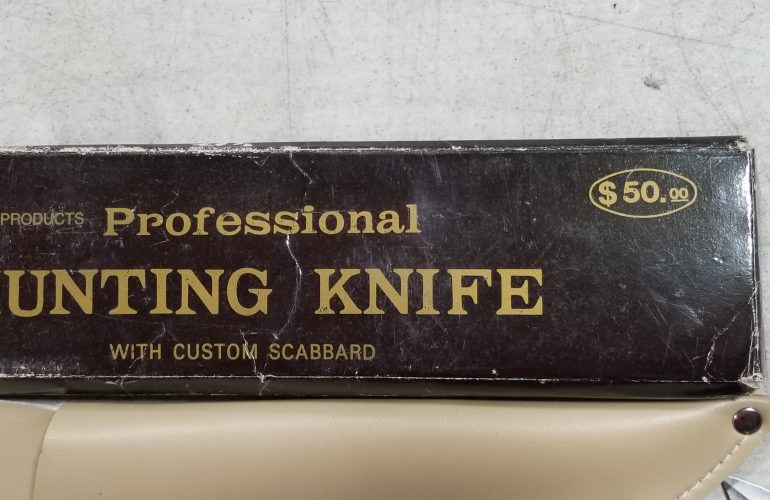 PRODUCTS Professional
$50.00
UNTING KNIFE
WITH CUSTOM SCABBARD